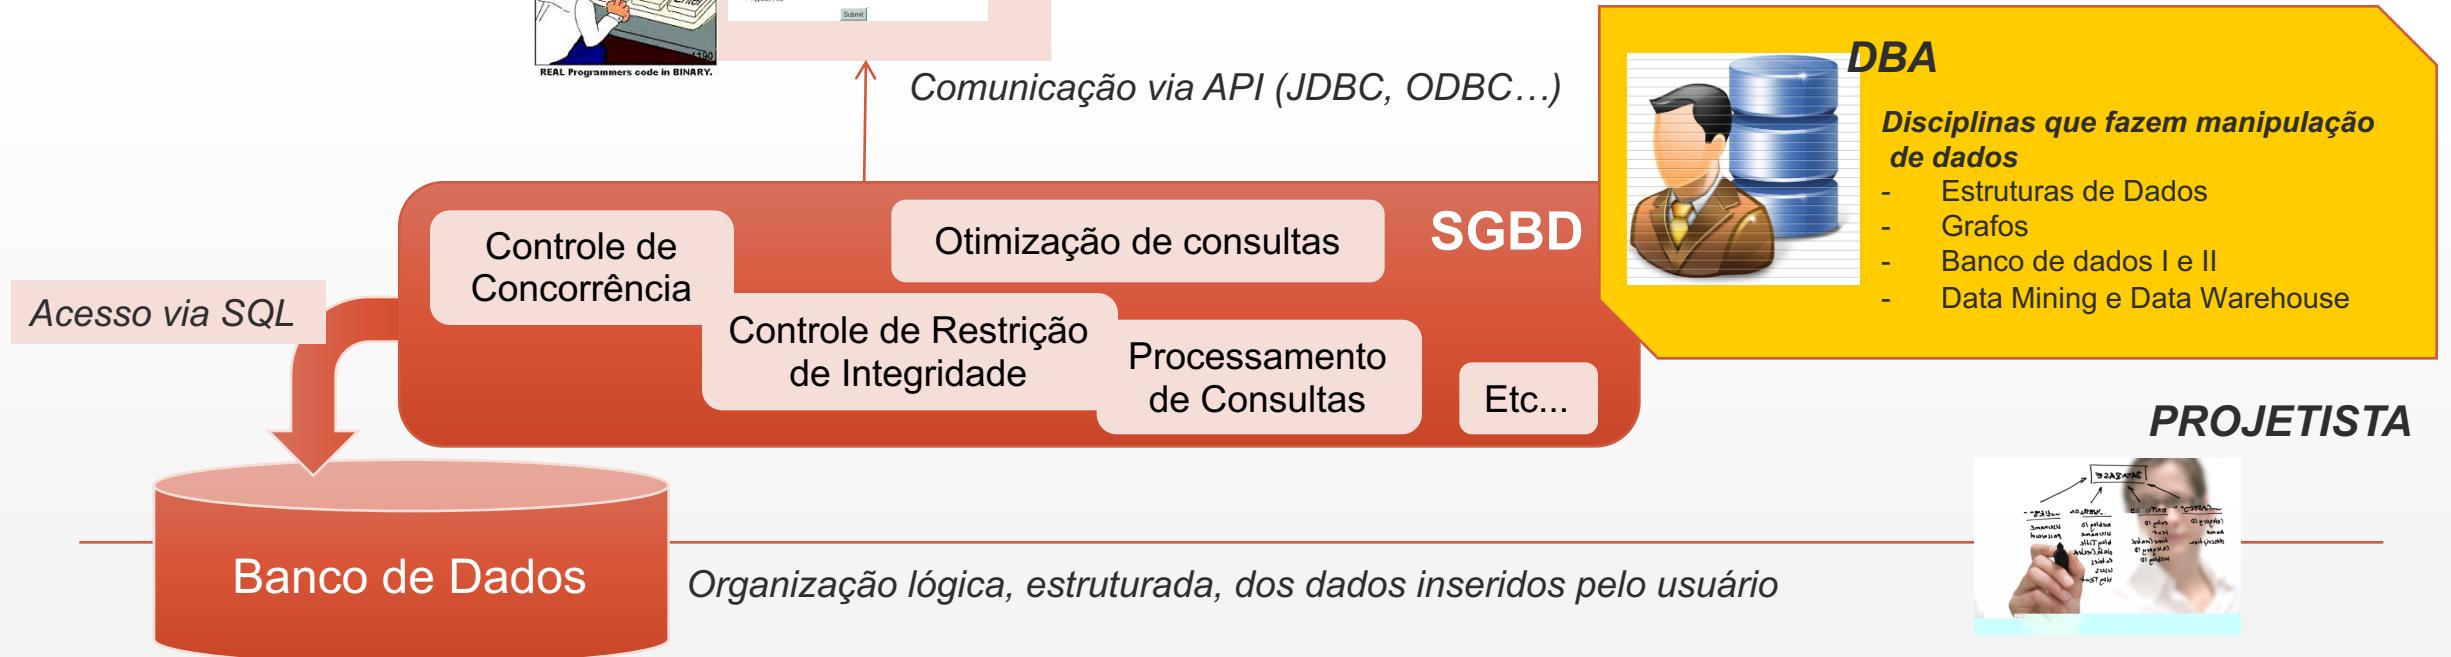 Submit
1190
REAL Programmers code in BINARY.
Comunicação via API (JDBC, ODBC…)
DBA
Disciplinas que fazem manipulação
de dados
- Estruturas de Dados
- Grafos
- Banco de dados I e II
- Data Mining e Data Warehouse
SGBD
Controle de
Concorrência
Otimização de consultas
Acesso via SQL
Controle de Restrição
de Integridade
Processamento
de Consultas
Etc...
PROJETISTA
DATABASE
Banco de Dados
Organização lógica, estruturada, dos dados inseridos pelo usuário